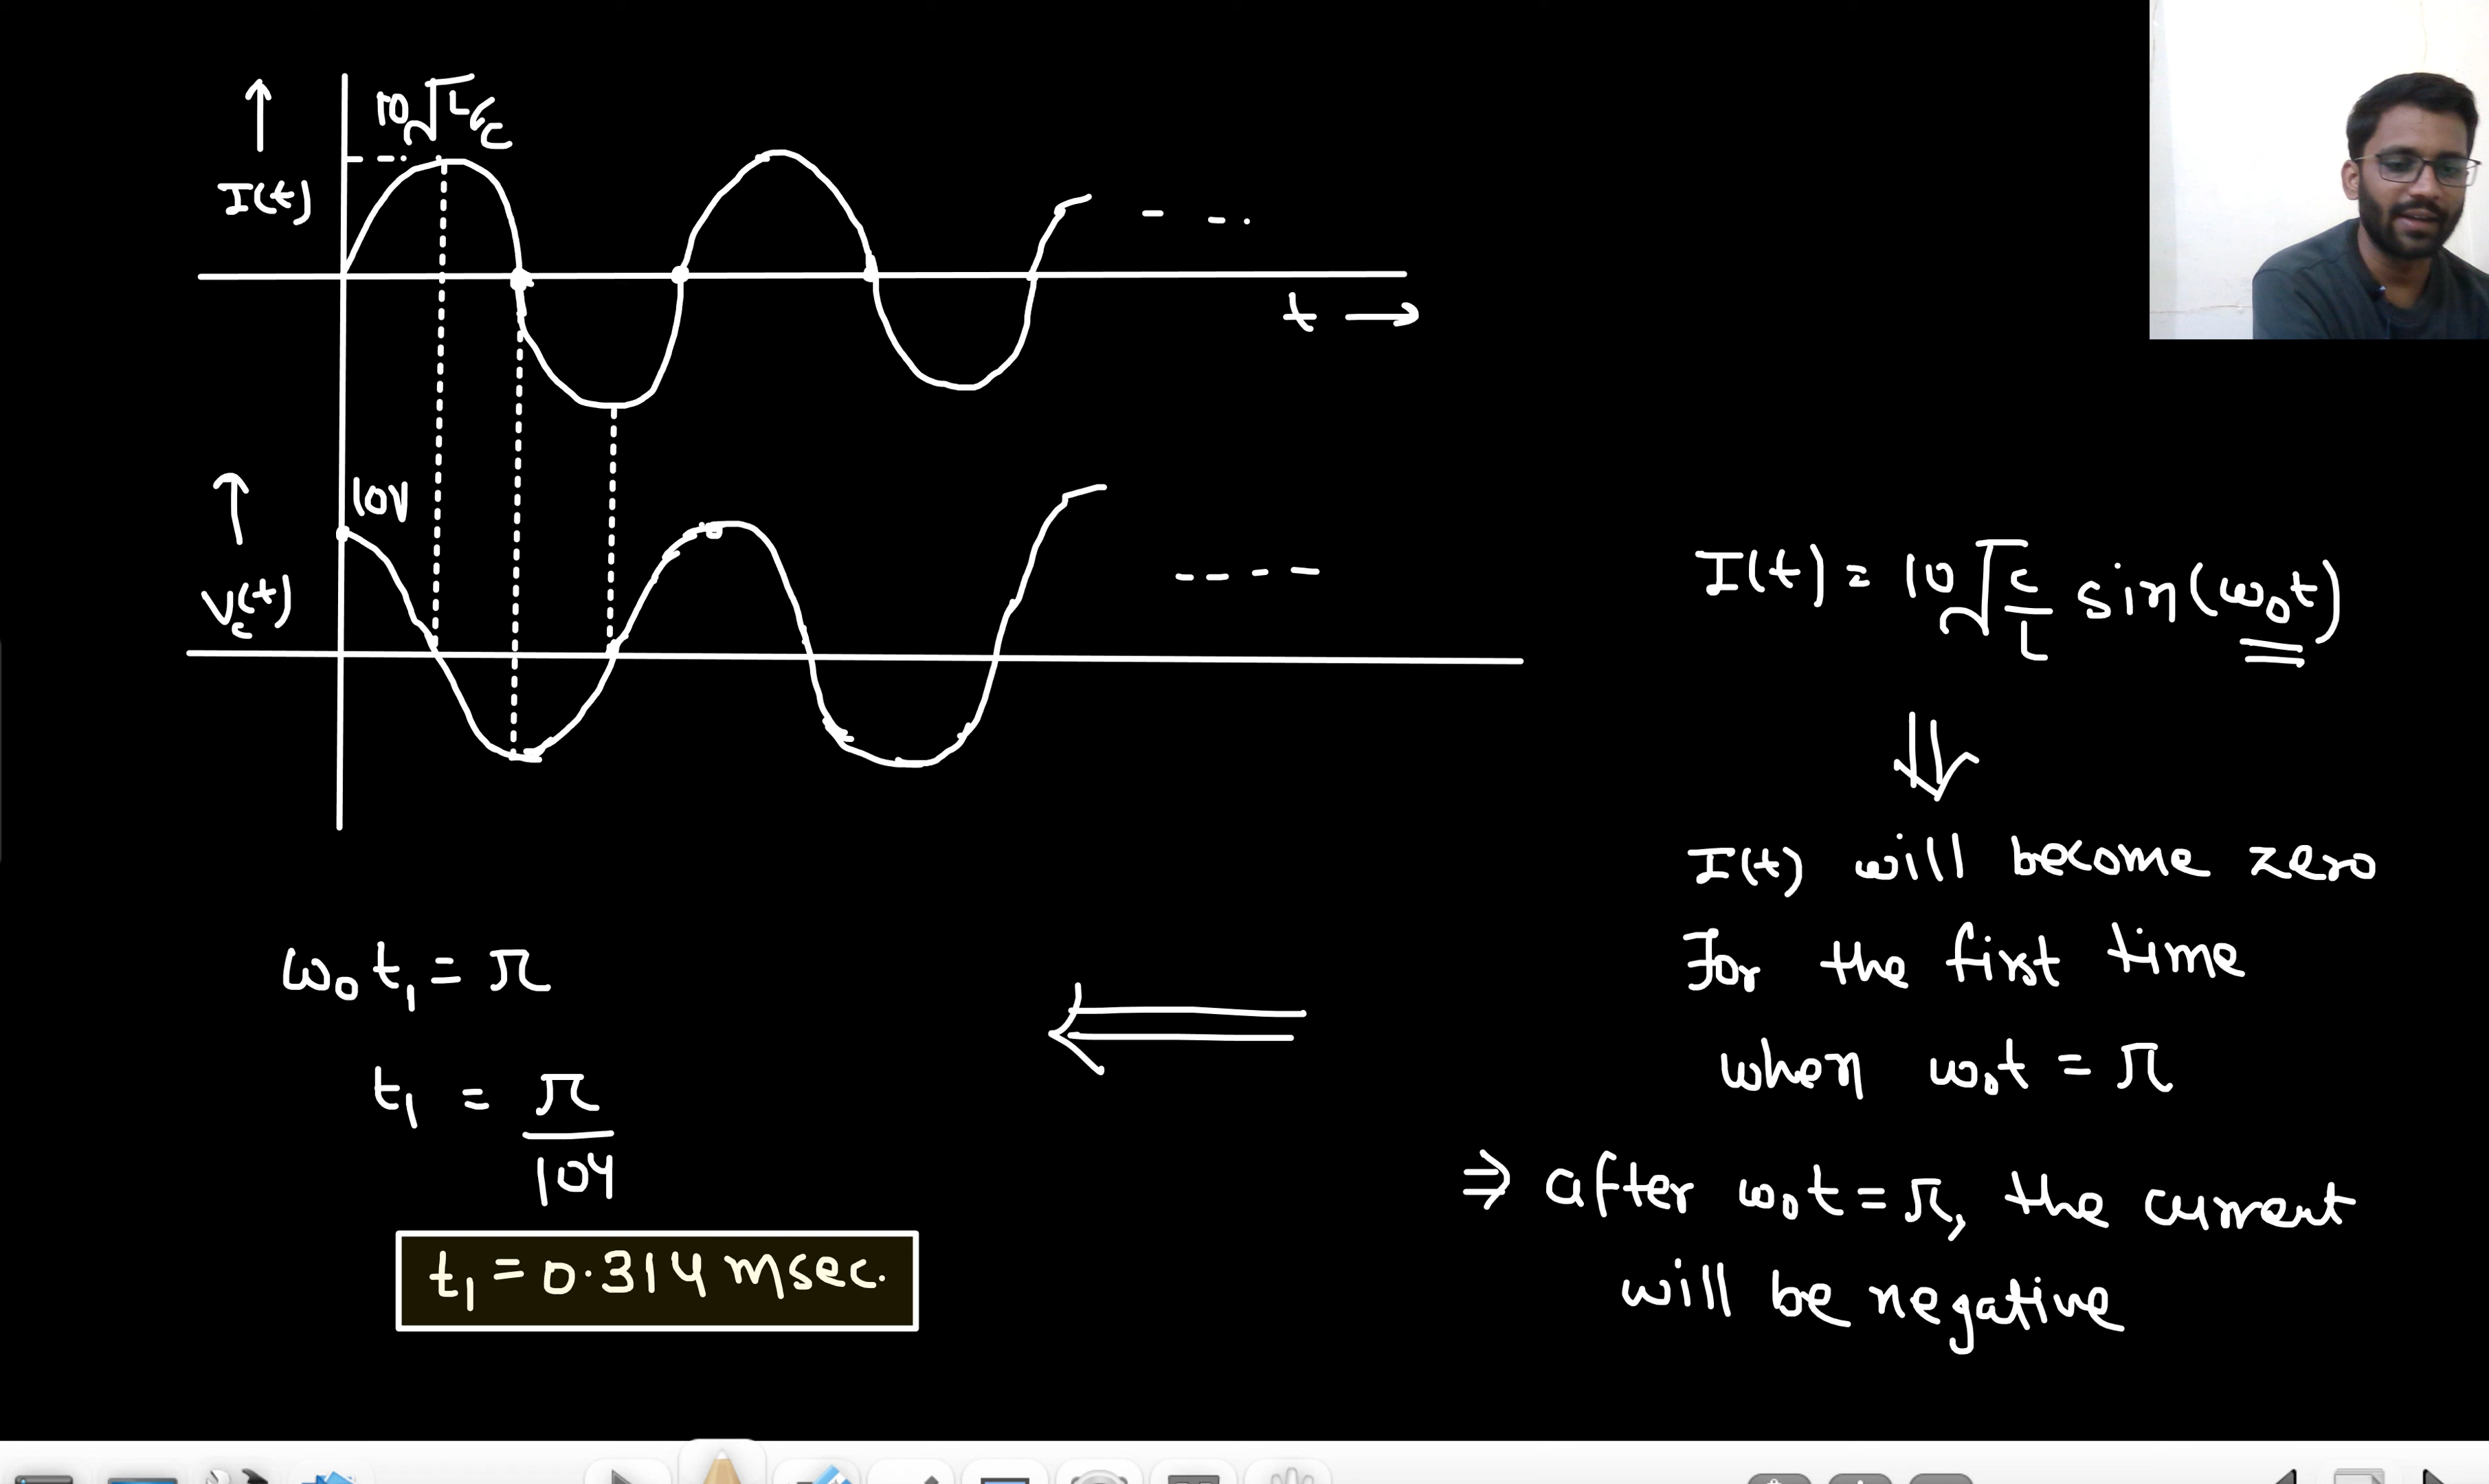 10√L/C
I(t)
t
10V
Vc(t)
I(t) = 10√(C/L) sin(ω₀t)
I(t) will become zero
For the first time
when ω₀t = π
⇒ after ω₀t = π, the current
will be negative
ω₀t₁ = π
t₁ = π/10⁴
t₁ = 0.314 msec.